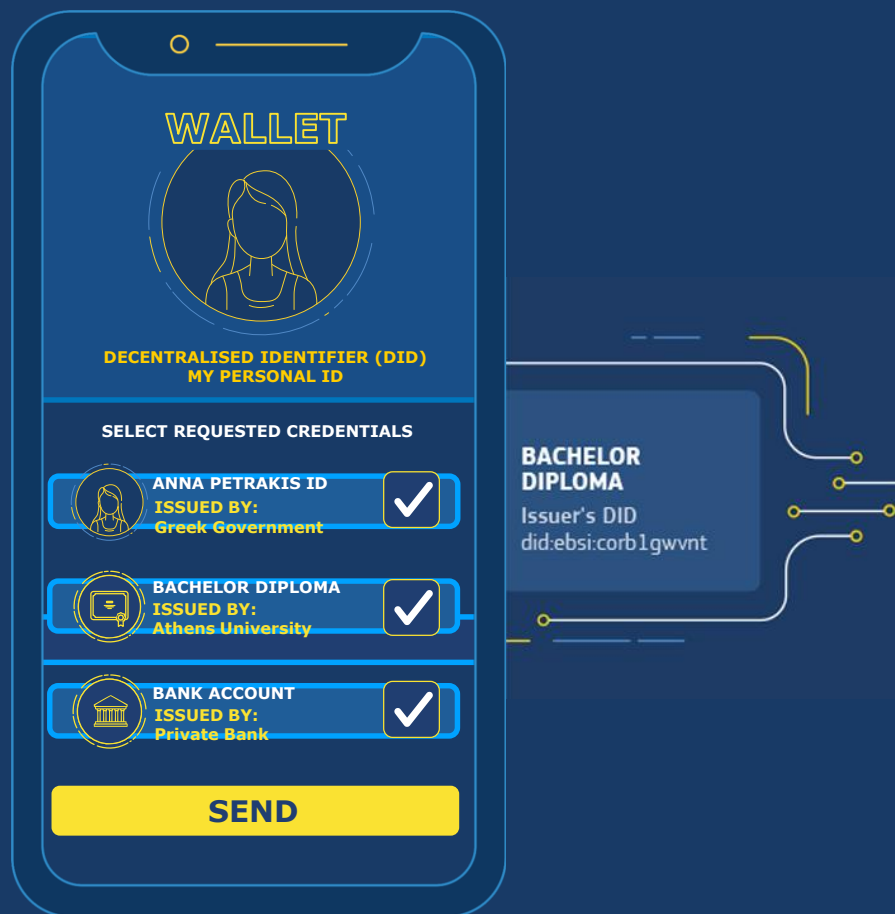 WALLET
DECENTRALISED IDENTIFIER (DID)
MY PERSONAL ID
SELECT REQUESTED CREDENTIALS
ANNA PETRAKIS ID
ISSUED BY:
Greek Government
BACHELOR DIPLOMA
ISSUED BY:
Athens University
BANK ACCOUNT
ISSUED BY:
Private Bank
SEND
BACHELOR
DIPLOMA
Issuer's DID
did:ebsi:corb1gwvnt